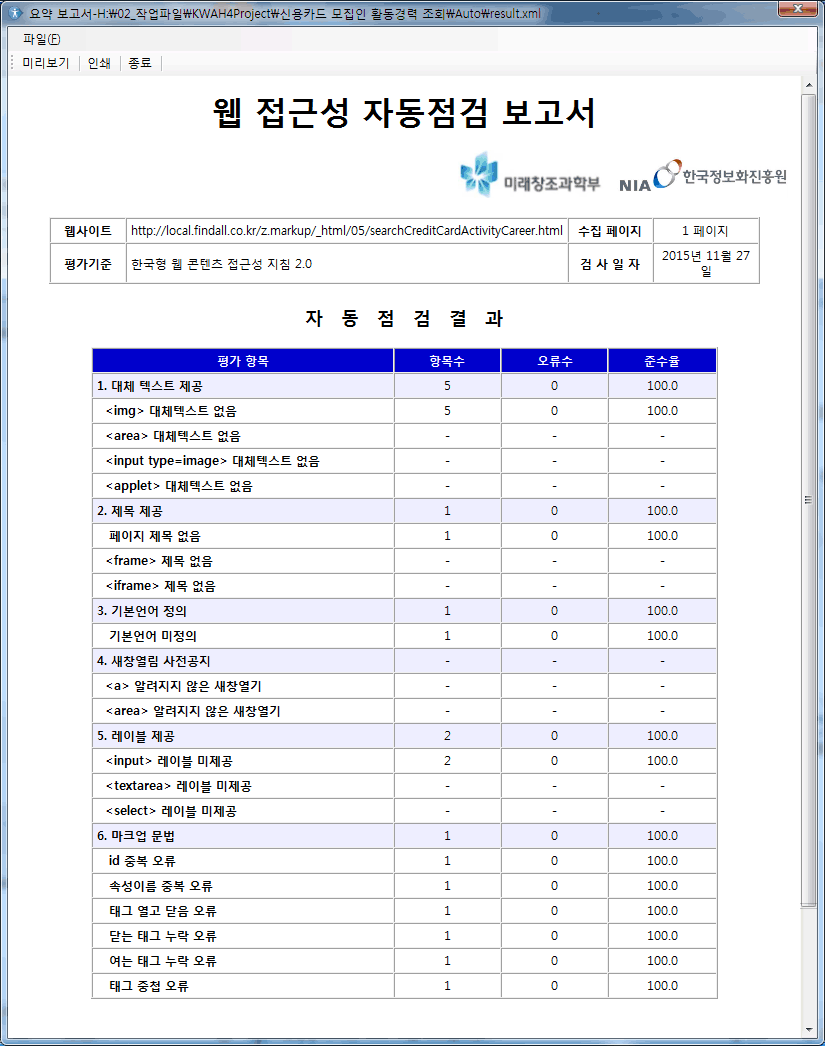 요약 보고서-H:\02_작업파일\KWAH4Project\신용카드 모집인 활동경력 조회\Auto\result.xml
파일(F)
미리보기 인쇄 종료
웹 접근성 자동점검 보고서
미래창조과학부 NIA 한국정보화진흥원
웹사이트 http://local.findall.co.kr/z.markup/_html/05/searchCreditCardActivityCareer.html 수집 페이지 1 페이지
평가기준 한국형 웹 콘텐츠 접근성 지침 2.0 검 사 일 자 2015년 11월 27
일
자 동 점 검 결 과
평가 항목 항목수 오류수 준수율
1. 대체 텍스트 제공 5 0 100.0
<img> 대체텍스트 없음 5 0 100.0
<area> 대체텍스트 없음 - - -
<input type=image> 대체텍스트 없음 - - -
<applet> 대체텍스트 없음 - - -
2. 제목 제공 1 0 100.0
페이지 제목 없음 1 0 100.0
<frame> 제목 없음 - - -
<iframe> 제목 없음 - - -
3. 기본언어 정의 1 0 100.0
기본언어 미정의 1 0 100.0
4. 새창열림 사전공지 - - -
<a> 알려지지 않은 새창열기 - - -
<area> 알려지지 않은 새창열기 - - -
5. 레이블 제공 2 0 100.0
<input> 레이블 미제공 2 0 100.0
<textarea> 레이블 미제공 - - -
<select> 레이블 미제공 - - -
6. 마크업 문법 1 0 100.0
id 중복 오류 1 0 100.0
속성이름 중복 오류 1 0 100.0
태그 열고 닫음 오류 1 0 100.0
닫는 태그 누락 오류 1 0 100.0
여는 태그 누락 오류 1 0 100.0
태그 중첩 오류 1 0 100.0